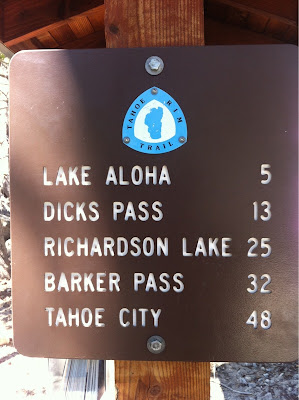 TAHOE RIM
TRAIL
LAKE ALOHA 5
DICKS PASS 13
RICHARDSON LAKE 25
BARKER PASS 32
TAHOE CITY 48